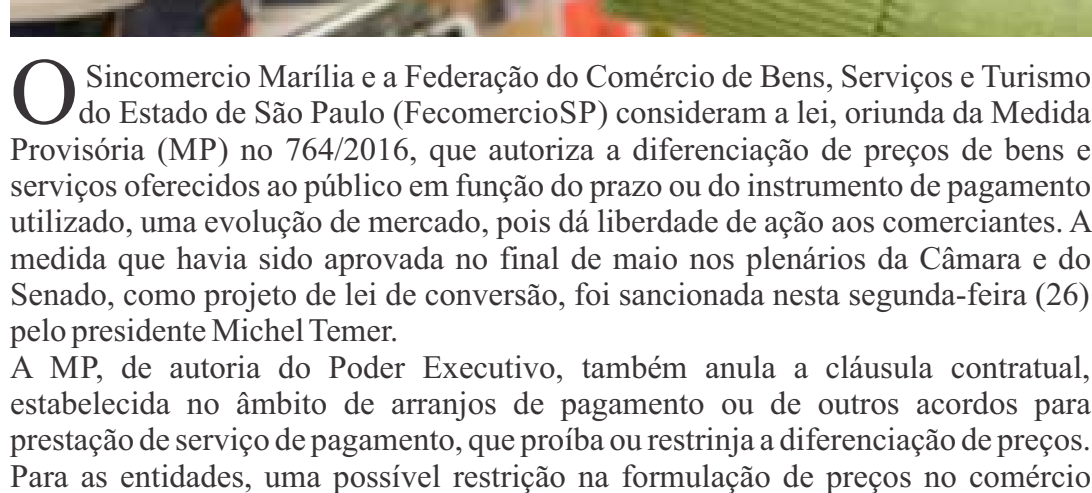 O Sincomercio Marília e a Federação do Comércio de Bens, Serviços e Turismo
do Estado de São Paulo (FecomercioSP) consideram a lei, oriunda da Medida
Provisória (MP) no 764/2016, que autoriza a diferenciação de preços de bens e
serviços oferecidos ao público em função do prazo ou do instrumento de pagamento
utilizado, uma evolução de mercado, pois dá liberdade de ação aos comerciantes. A
medida que havia sido aprovada no final de maio nos plenários da Câmara e do
Senado, como projeto de lei de conversão, foi sancionada nesta segunda-feira (26)
pelo presidente Michel Temer.
A MP, de autoria do Poder Executivo, também anula a cláusula contratual,
estabelecida no âmbito de arranjos de pagamento ou de outros acordos para
prestação de serviço de pagamento, que proíba ou restrinja a diferenciação de preços.
Para as entidades, uma possível restrição na formulação de preços no comércio